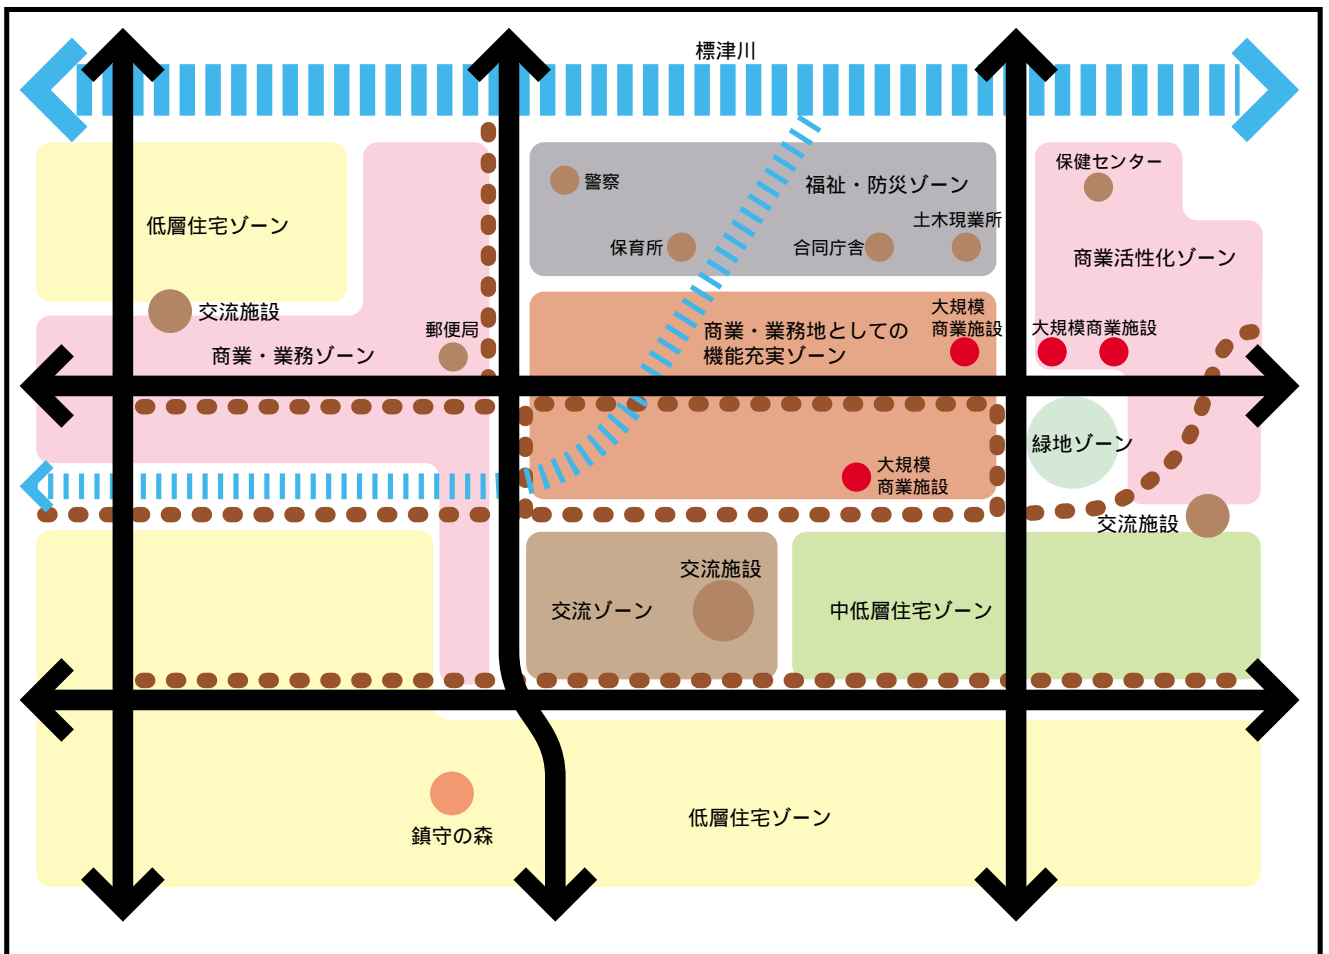 標津川
保健センター
警察
福祉・防災ゾーン
土木現業所
低層住宅ゾーン
保育所
合同庁舎
商業活性化ゾーン
交流施設
大規模
商業施設
郵便局
商業・業務地としての
機能充実ゾーン
大規模商業施設
商業・業務ゾーン
緑地ゾーン
大規模
商業施設
交流施設
交流施設
交流ゾーン
中低層住宅ゾーン
低層住宅ゾーン
鎮守の森